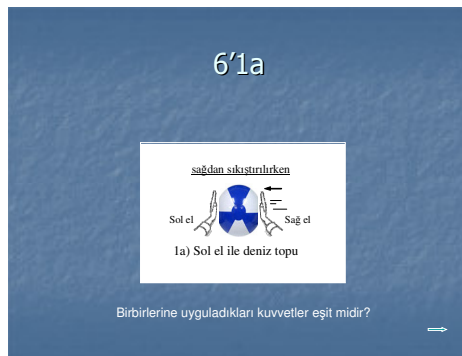 6'1a
sağdan sıkıştırılırken
Sol el
Sağ el
1a) Sol el ile deniz topu
Birbirlerine uyguladıkları kuvvetler eşit midir?